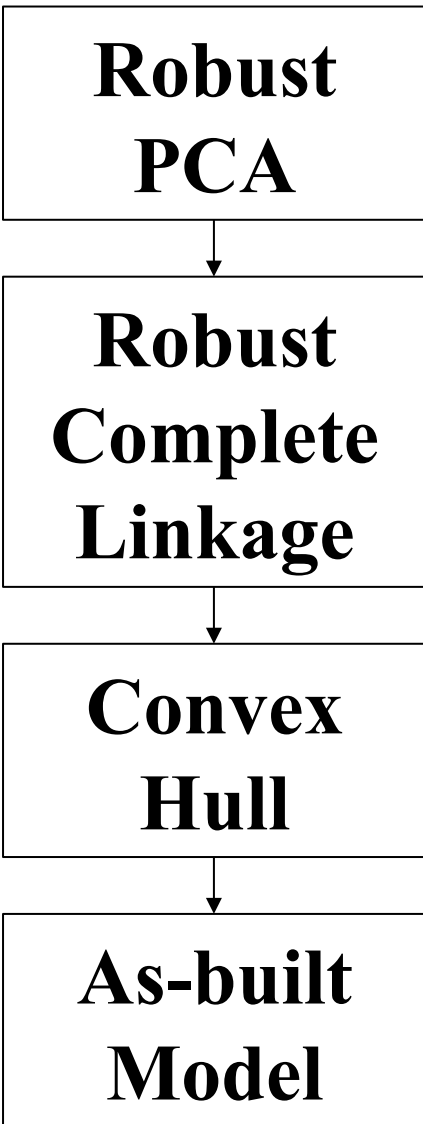 Robust
PCA
Robust
Complete
Linkage
Convex
Hull
As-built
Model